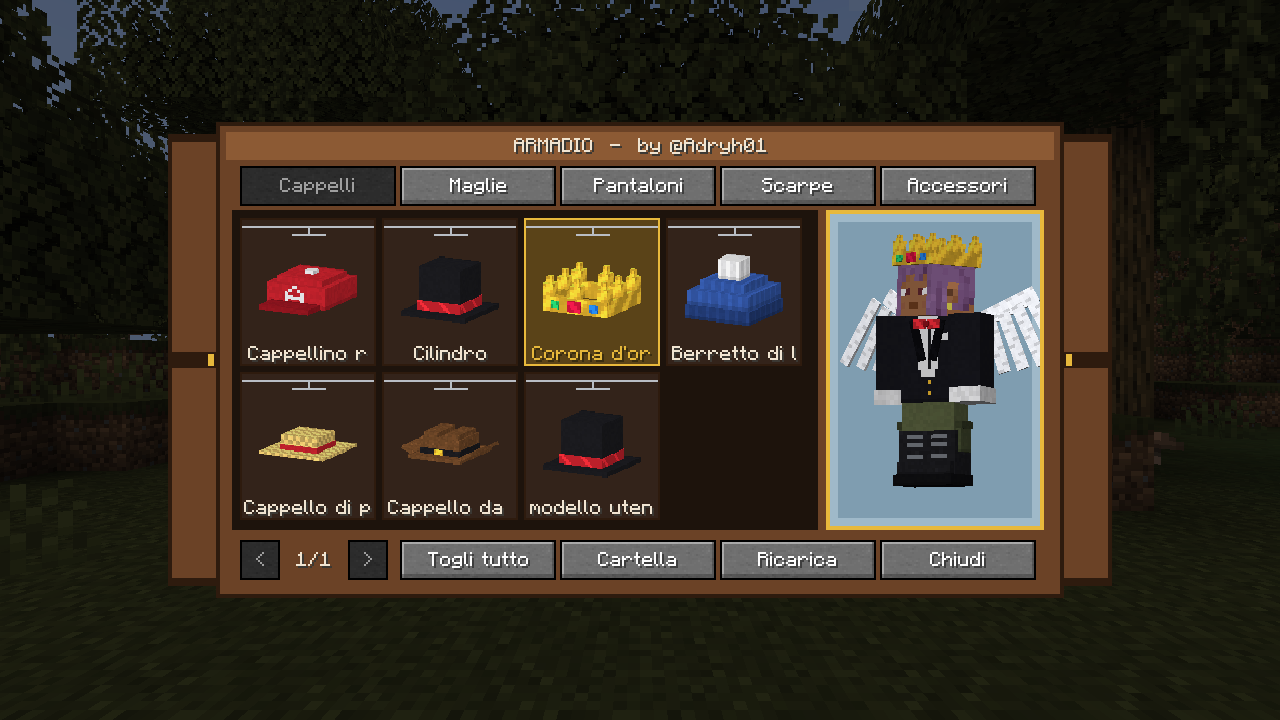 ARMADIO - by @Adryh01
Cappelli Maglie Pantaloni Scarpe Accessori
Cappellino r Cilindro Corona d'or Berretto di l
Cappello di p Cappello da modello uten
< 1/1 > Togli tutto Cartella Ricarica Chiudi